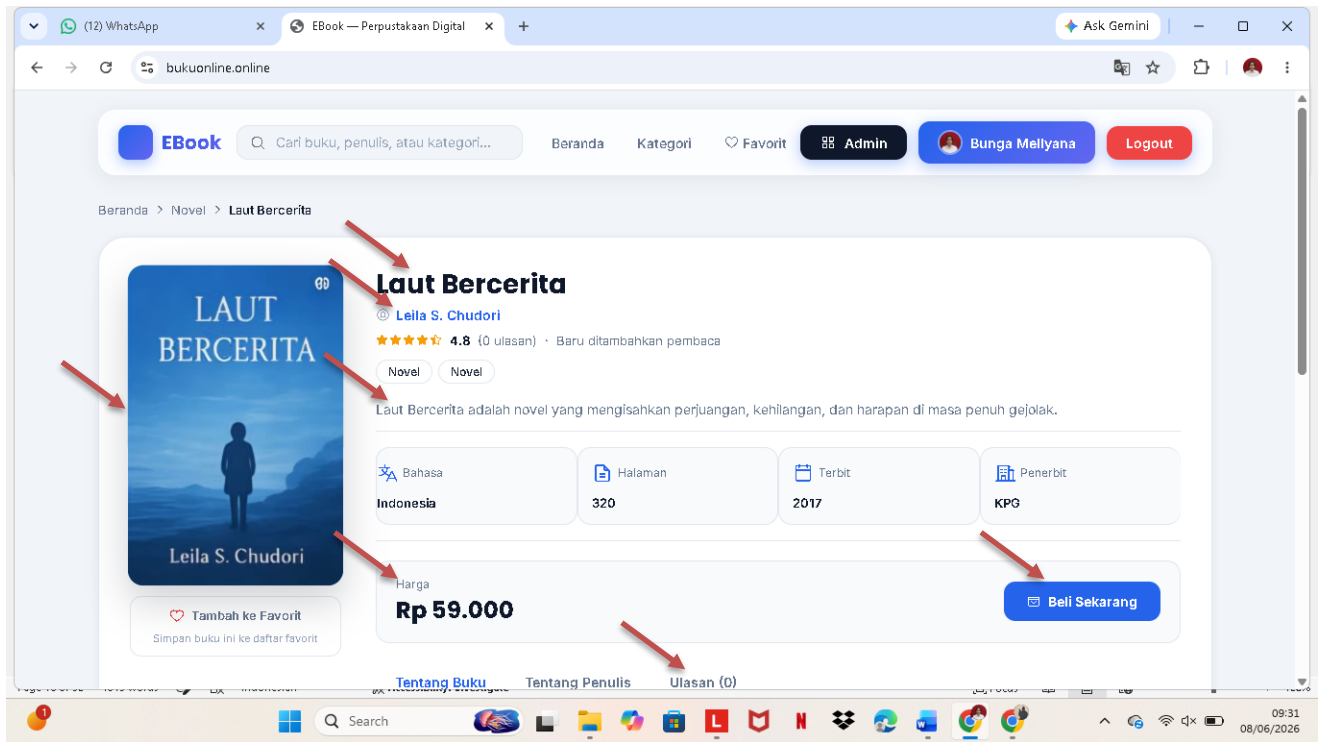 (12) WhatsApp
EBook — Perpustakaan Digital
Ask Gemini
bukuonline.online
EBook
Cari buku, penulis, atau kategori...
Beranda
Kategori
Favorit
Admin
Bunga Mellyana
Logout
Beranda > Novel > Laut Bercerita
LAUT
BERCERITA
Leila S. Chudori
Tambah ke Favorit
Simpan buku ini ke daftar favorit
Laut Bercerita
Leila S. Chudori
4.8 (0 ulasan) · Baru ditambahkan pembaca
Novel
Novel
Laut Bercerita adalah novel yang mengisahkan perjuangan, kehilangan, dan harapan di masa penuh gejolak.
Bahasa
Indonesia
Halaman
320
Terbit
2017
Penerbit
KPG
Harga
Rp 59.000
Beli Sekarang
Tentang Buku
Tentang Penulis
Ulasan (0)
1
Search
09:31
08/06/2026